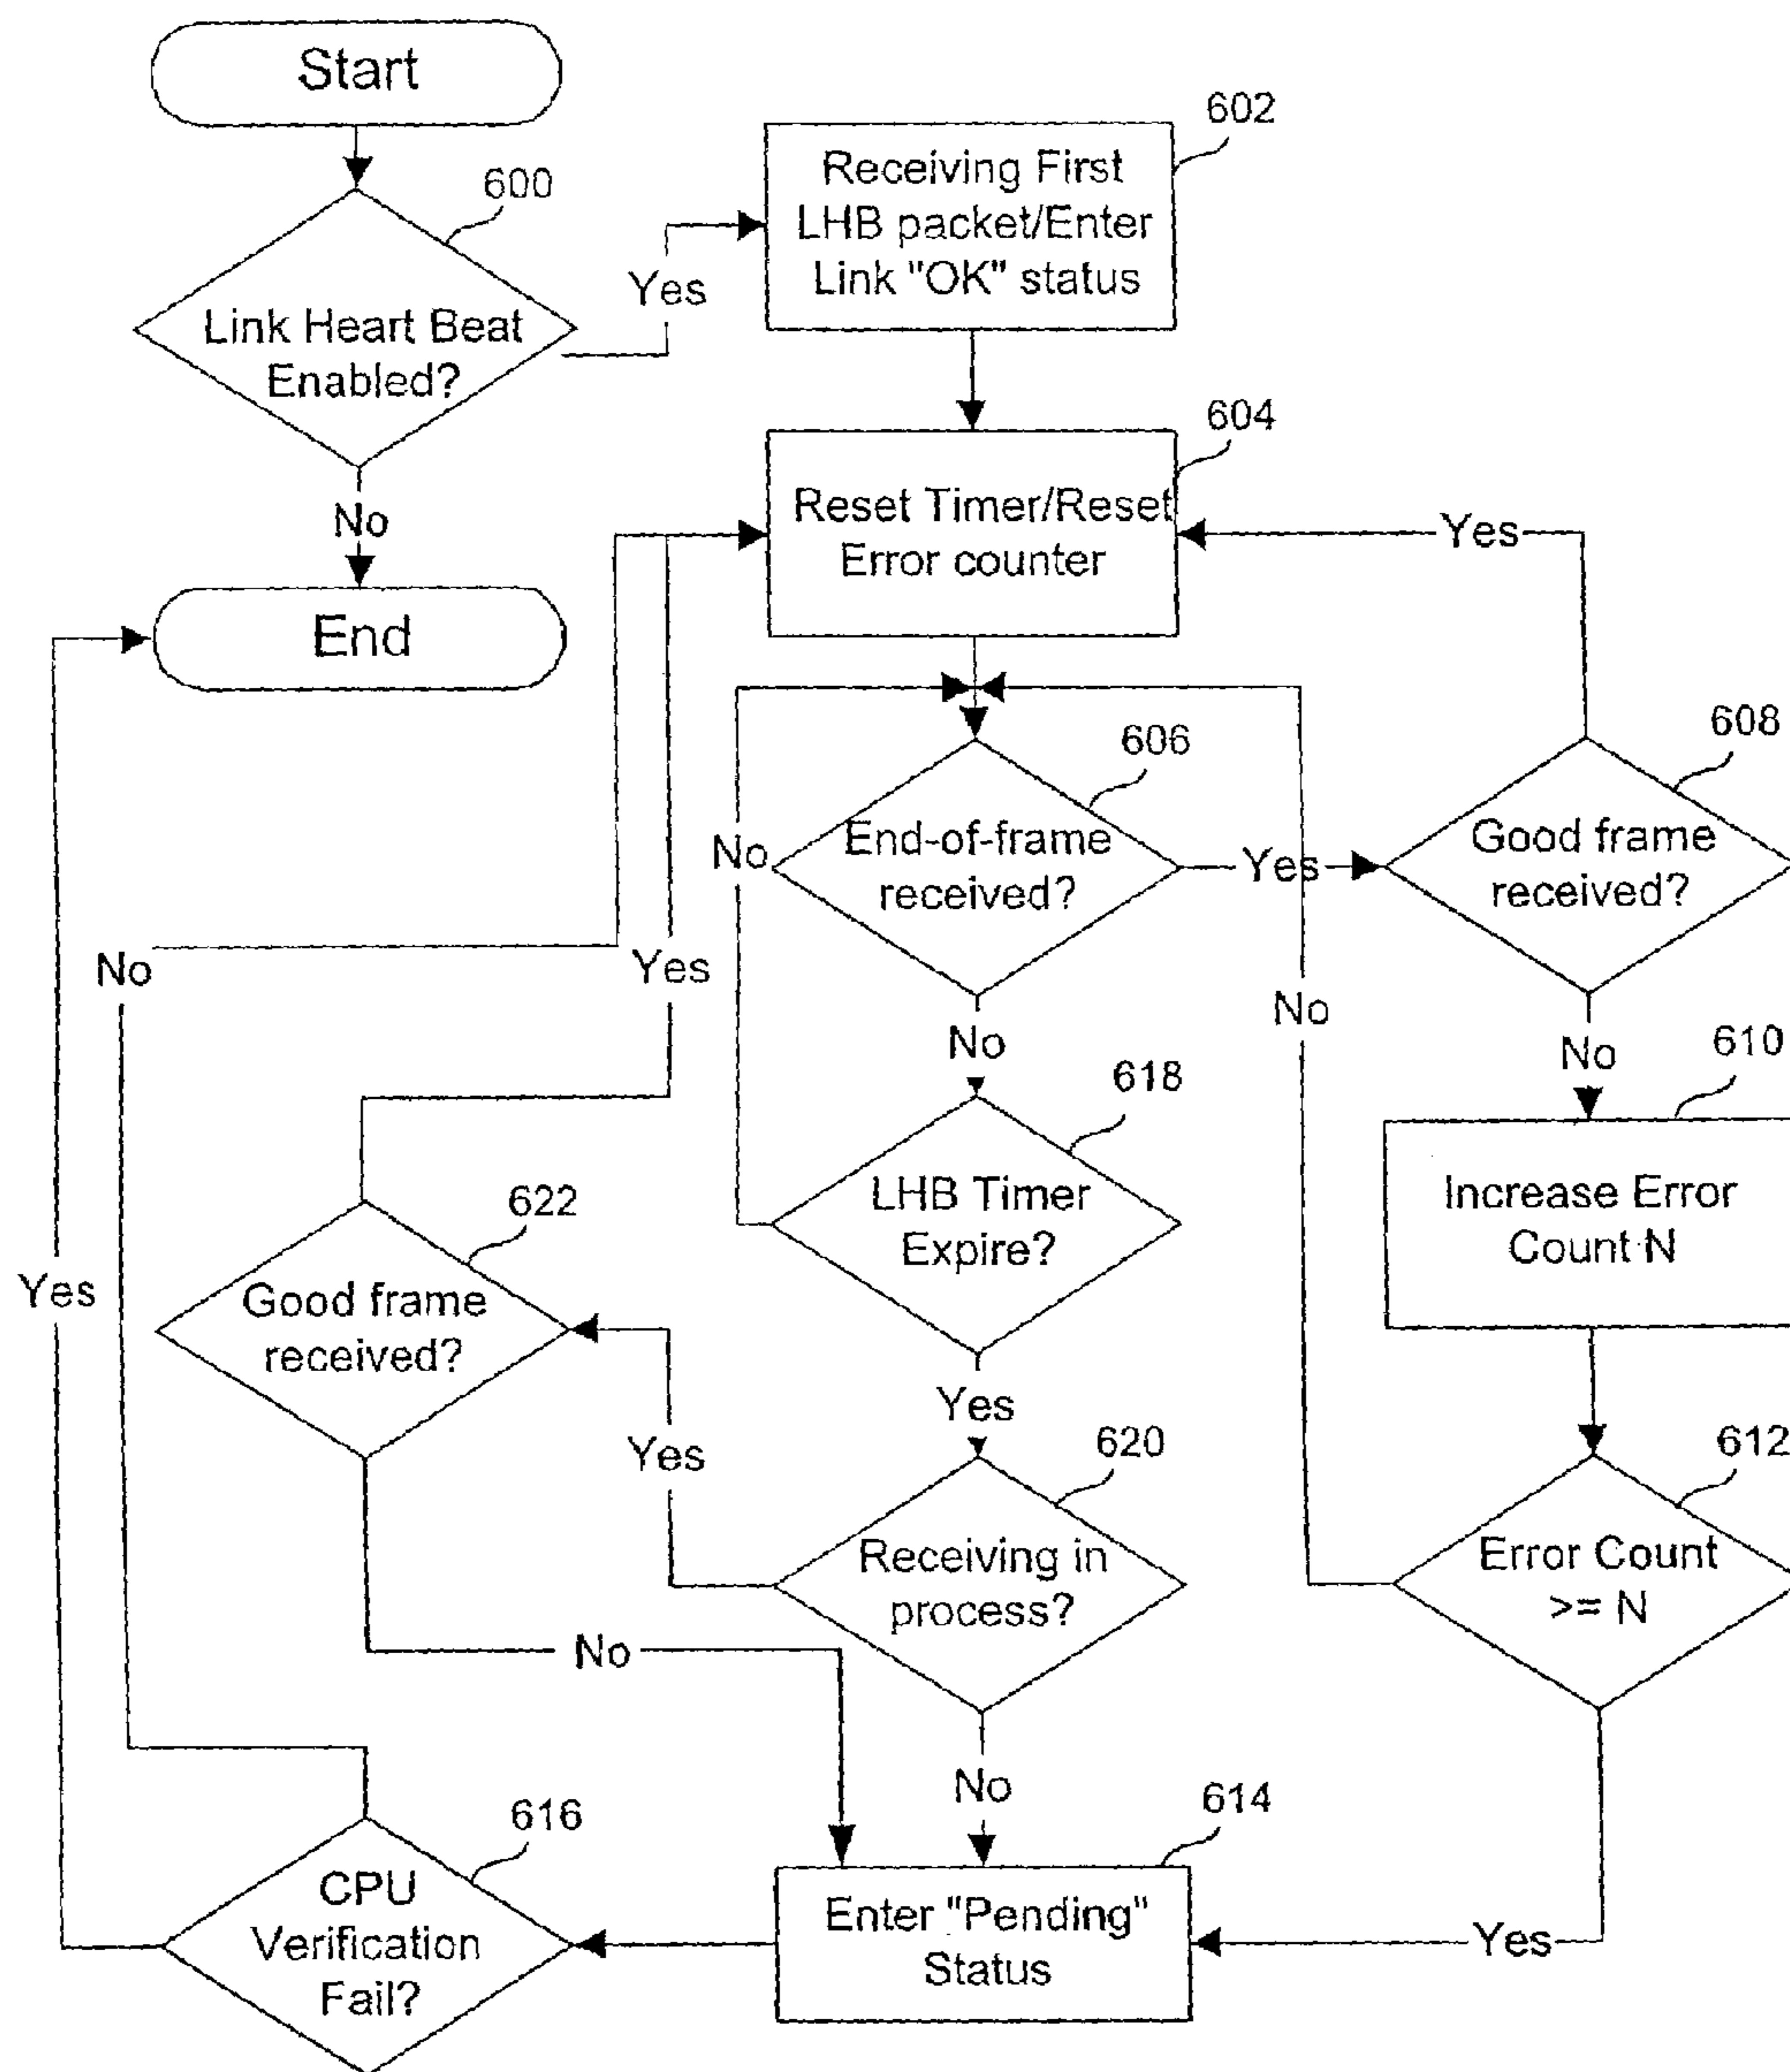 Start
600
Link Heart Beat
Enabled?
Yes
No
End
602
Receiving First
LHB packet/Enter
Link "OK" status
604
Reset Timer/Reset
Error counter
Yes
606
End-of-frame
received?
No
Yes
No
608
Good frame
received?
No
No
Yes
No
610
Increase Error
Count N
618
LHB Timer
Expire?
Yes
622
Good frame
received?
Yes
Yes
No
620
Receiving in
process?
No
612
Error Count
>= N
Yes
614
Enter "Pending"
Status
616
CPU
Verification
Fail?